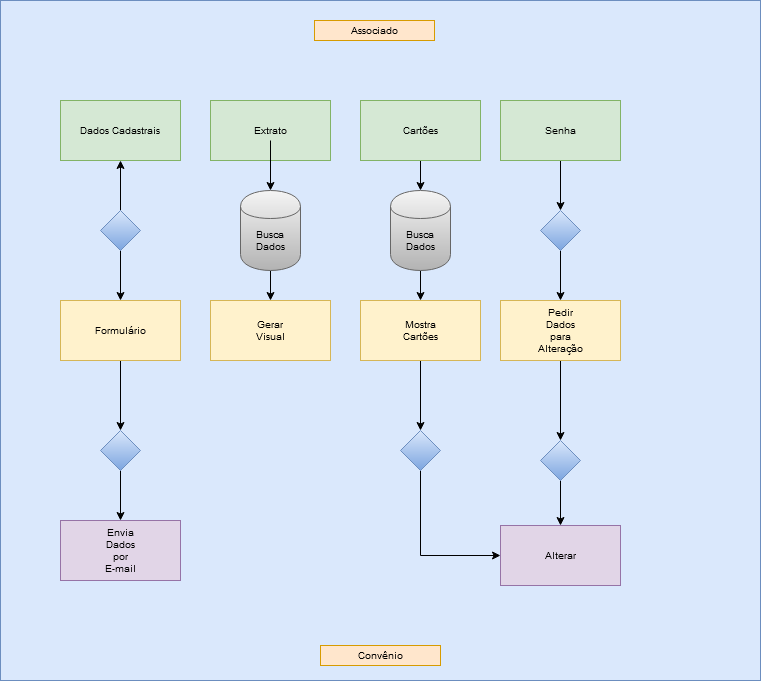 Associado
Dados Cadastrais
Extrato
Cartões
Senha
Busca
Dados
Busca
Dados
Formulário
Gerar
Visual
Mostra
Cartões
Pedir
Dados
para
Alteração
Envia
Dados
por
E-mail
Alterar
Convênio